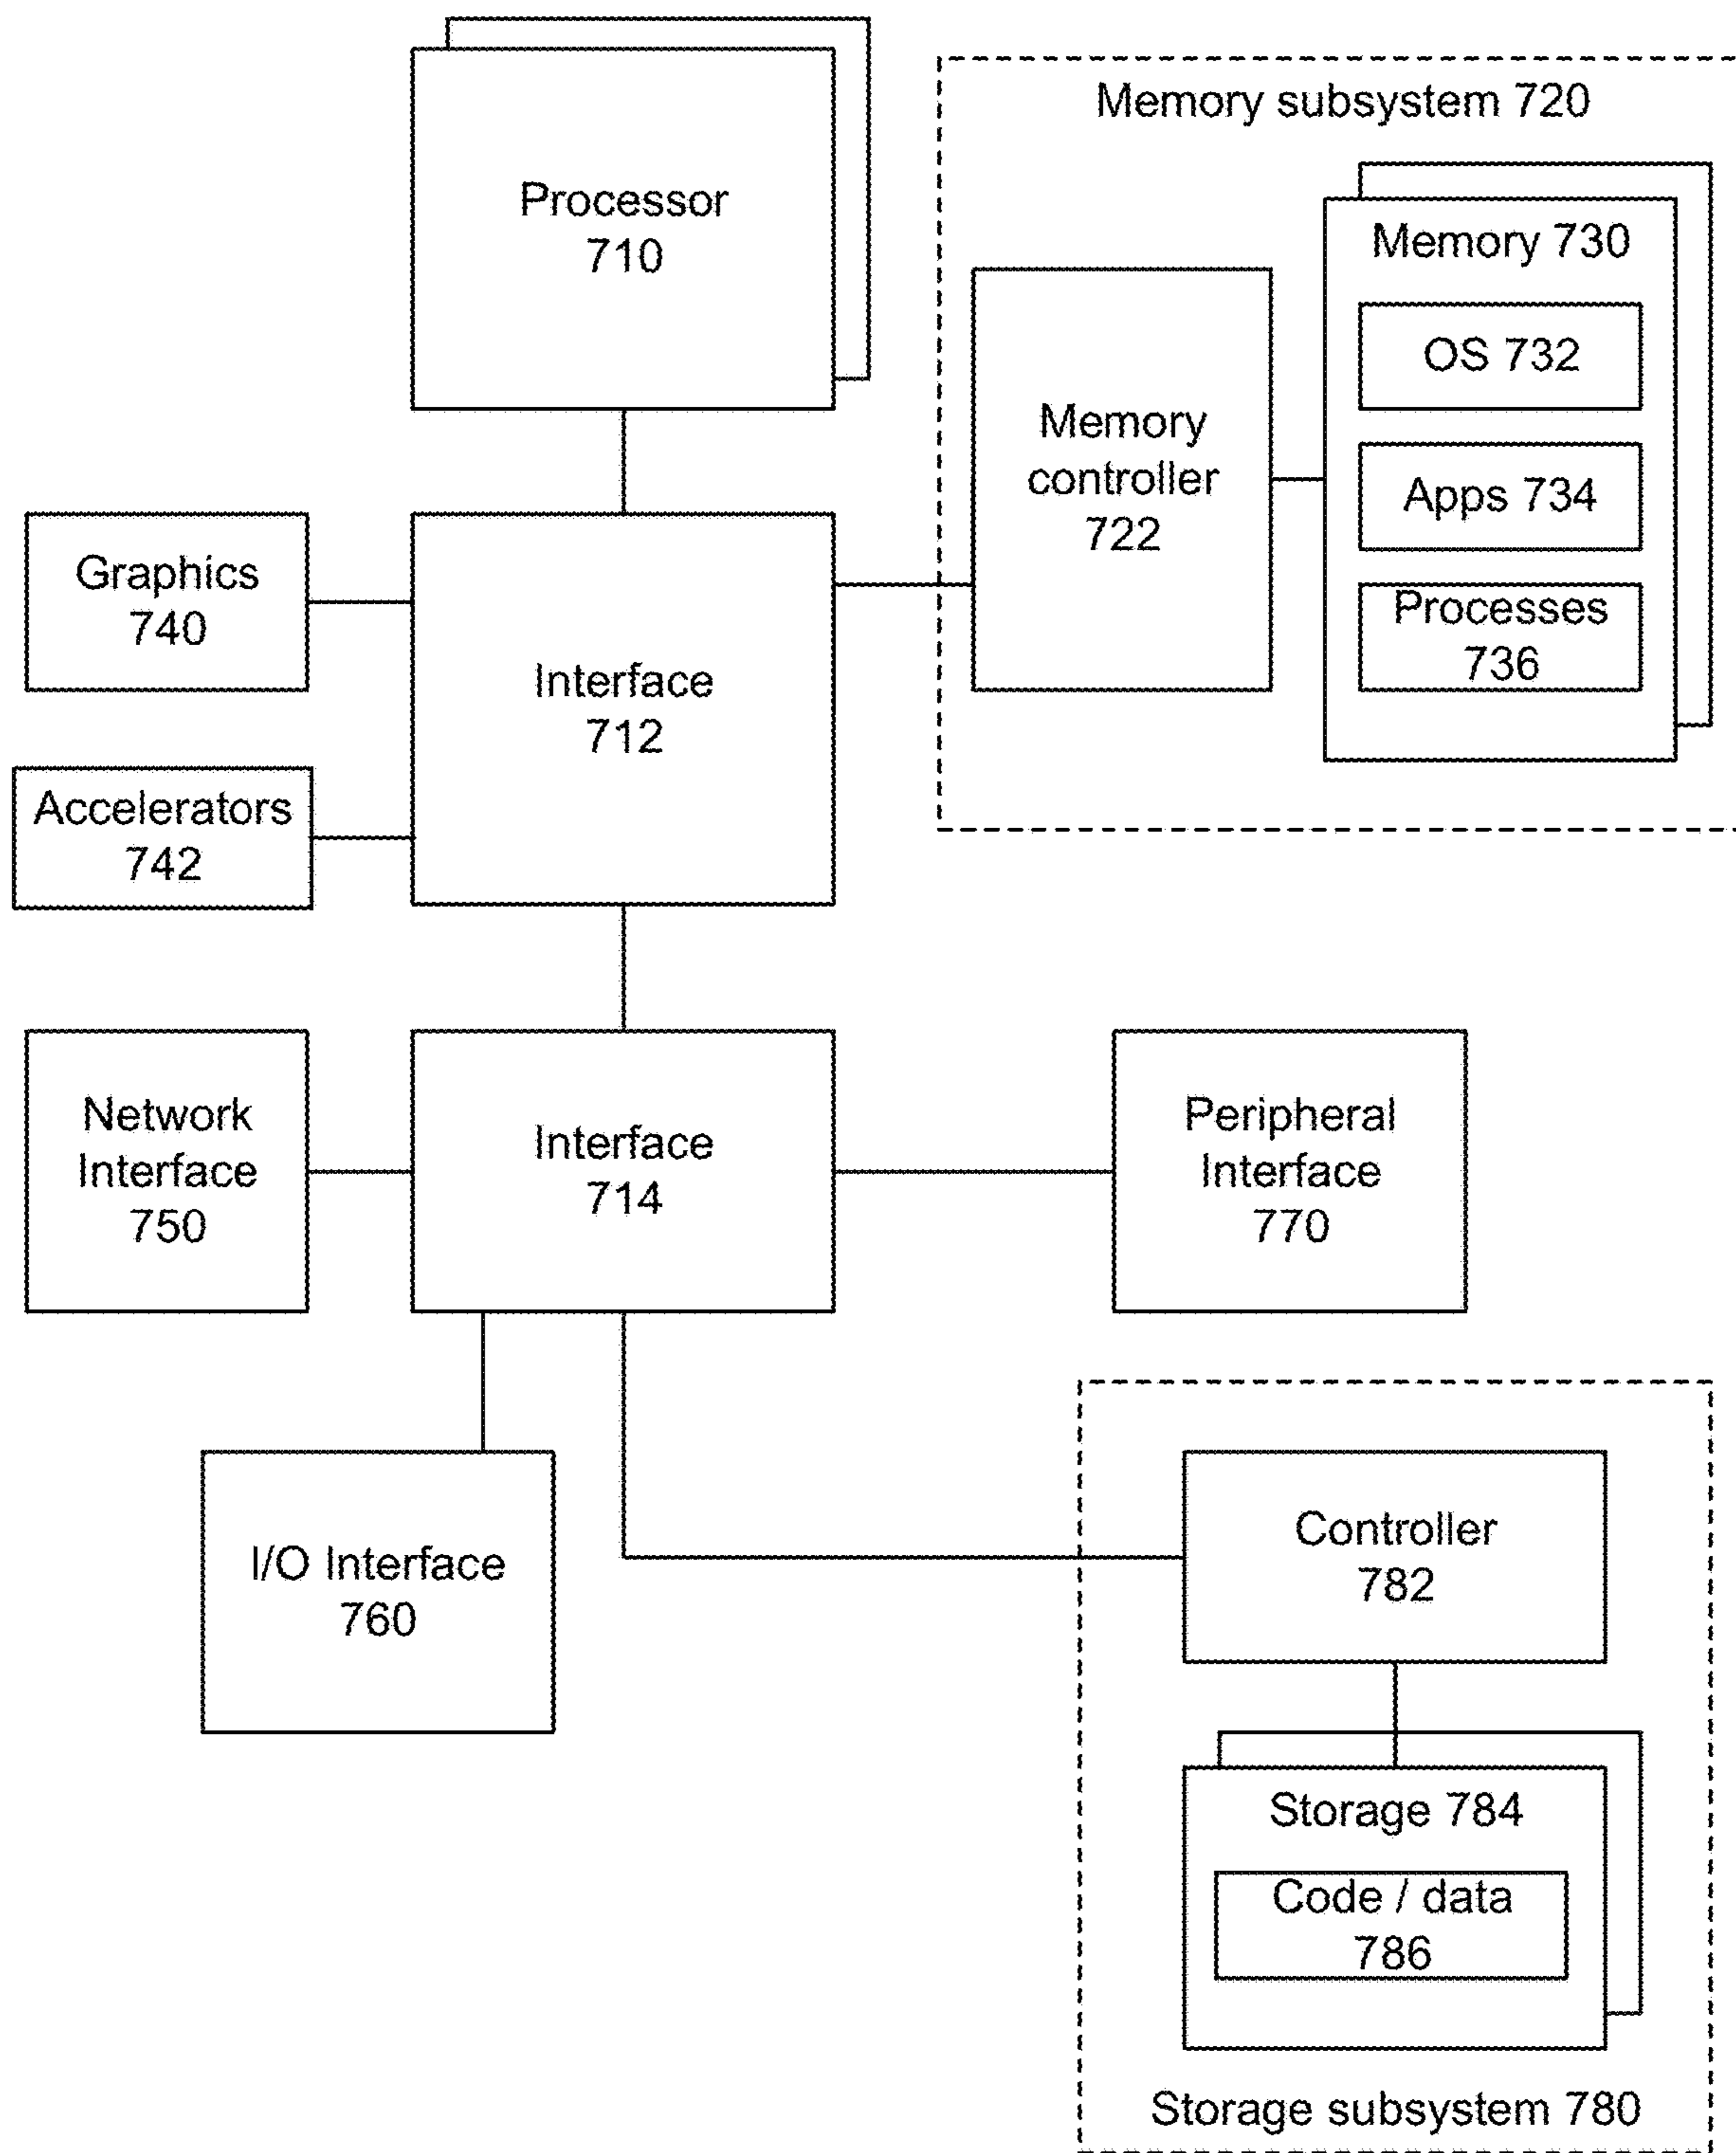 Processor
710
Memory subsystem 720
Memory 730
OS 732
Apps 734
Processes
736
Memory
controller
722
Graphics
740
Interface
712
Accelerators
742
Network
Interface
750
Interface
714
Peripheral
Interface
770
I/O Interface
760
Controller
782
Storage 784
Code / data
786
Storage subsystem 780